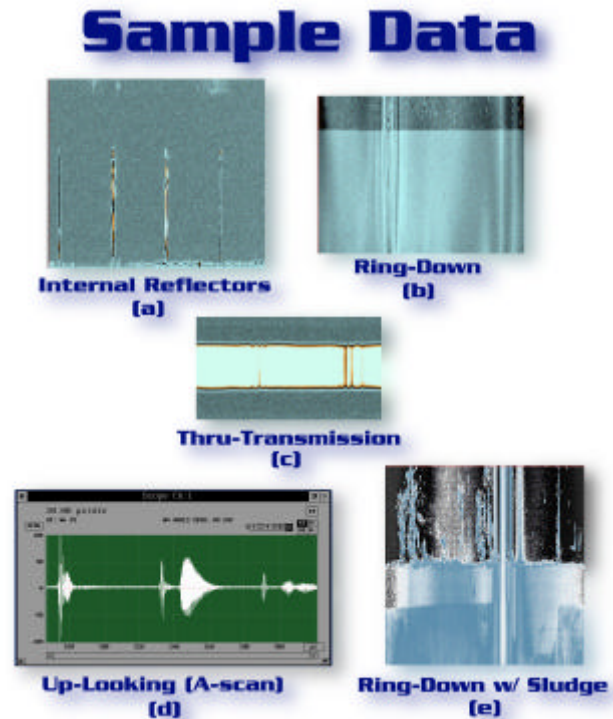 Sample Data
Internal Reflectors
(a)
Ring-Down
(b)
Thru-Transmission
(c)
Up-Looking (A-scan)
(d)
Ring-Down w/ Sludge
(e)